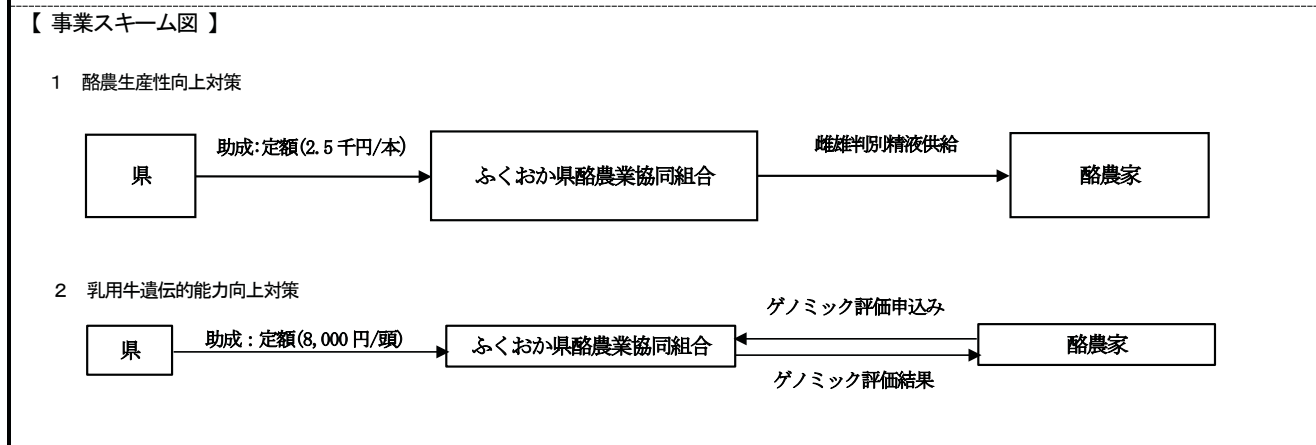 【 事業スキーム図 】
1 酪農生産性向上対策
助成：定額(2.5千円/本)
雌雄判別精液供給
県
ふくおか県酪農業協同組合
酪農家
2 乳用牛遺伝的能力向上対策
ゲノミック評価申込み
助成：定額(8,000円/頭)
県
ふくおか県酪農業協同組合
酪農家
ゲノミック評価結果